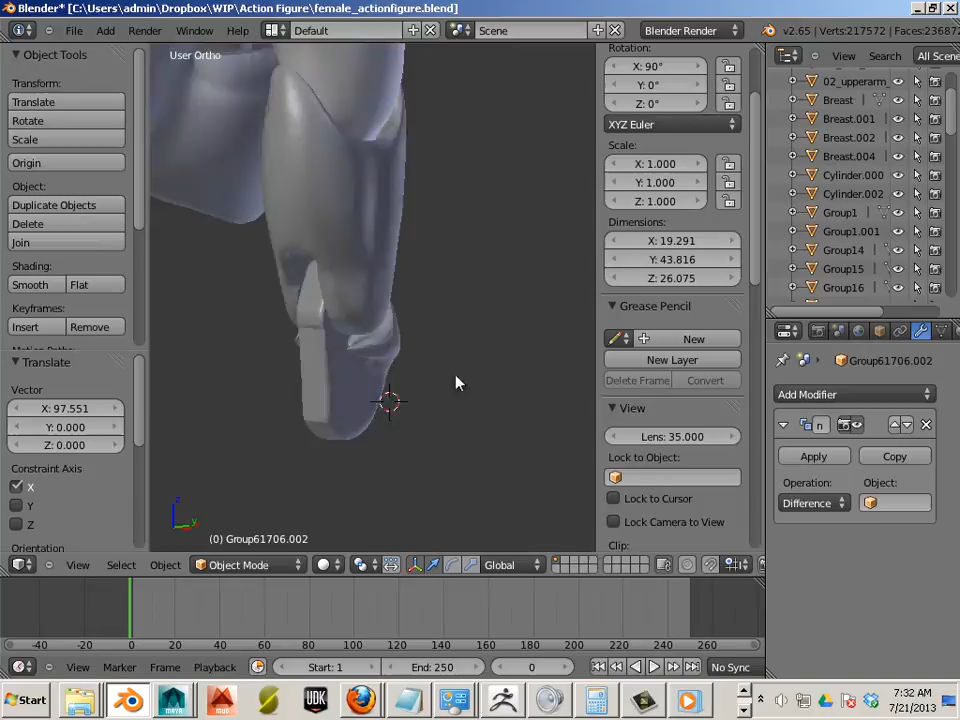 Blender* [C:\Users\admin\Dropbox\WIP\Action Figure\female_actionfigure.blend]
File Add Render Window Help Default Scene Blender Render v2.65 | Verts:217572 | Faces:236872
Object Tools
Transform:
Translate
Rotate
Scale
Origin
Object:
Duplicate Objects
Delete
Join
Shading:
Smooth Flat
Keyframes:
Insert Remove
Translate
Vector
X: 97.551
Y: 0.000
Z: 0.000
Constraint Axis
X
Y
Z
Orientation
User Ortho
z
y
(0) Group61706.002
Rotation:
X: 90°
Y: 0°
Z: 0°
XYZ Euler
Scale:
X: 1.000
Y: 1.000
Z: 1.000
Dimensions:
X: 19.291
Y: 43.816
Z: 26.075
Grease Pencil
New
New Layer
Delete Frame Convert
View
Lens: 35.000
Lock to Object:
Lock to Cursor
Lock Camera to View
Clip:
View Search All Scene
02_upperarm_
Breast
Breast.001
Breast.002
Breast.004
Cylinder.000
Cylinder.002
Group1
Group1.001
Group14
Group15
Group16
Group61706.002
Add Modifier
n
Apply Copy
Operation: Object:
Difference
View Select Object Object Mode Global
-40 -20 0 20 40 60 80 100 120 140 160 180 200 220 240 260
View Marker Frame Playback Start: 1 End: 250 0 No Sync
Start MAYA MUD UDK 7:32 AM
7/21/2013